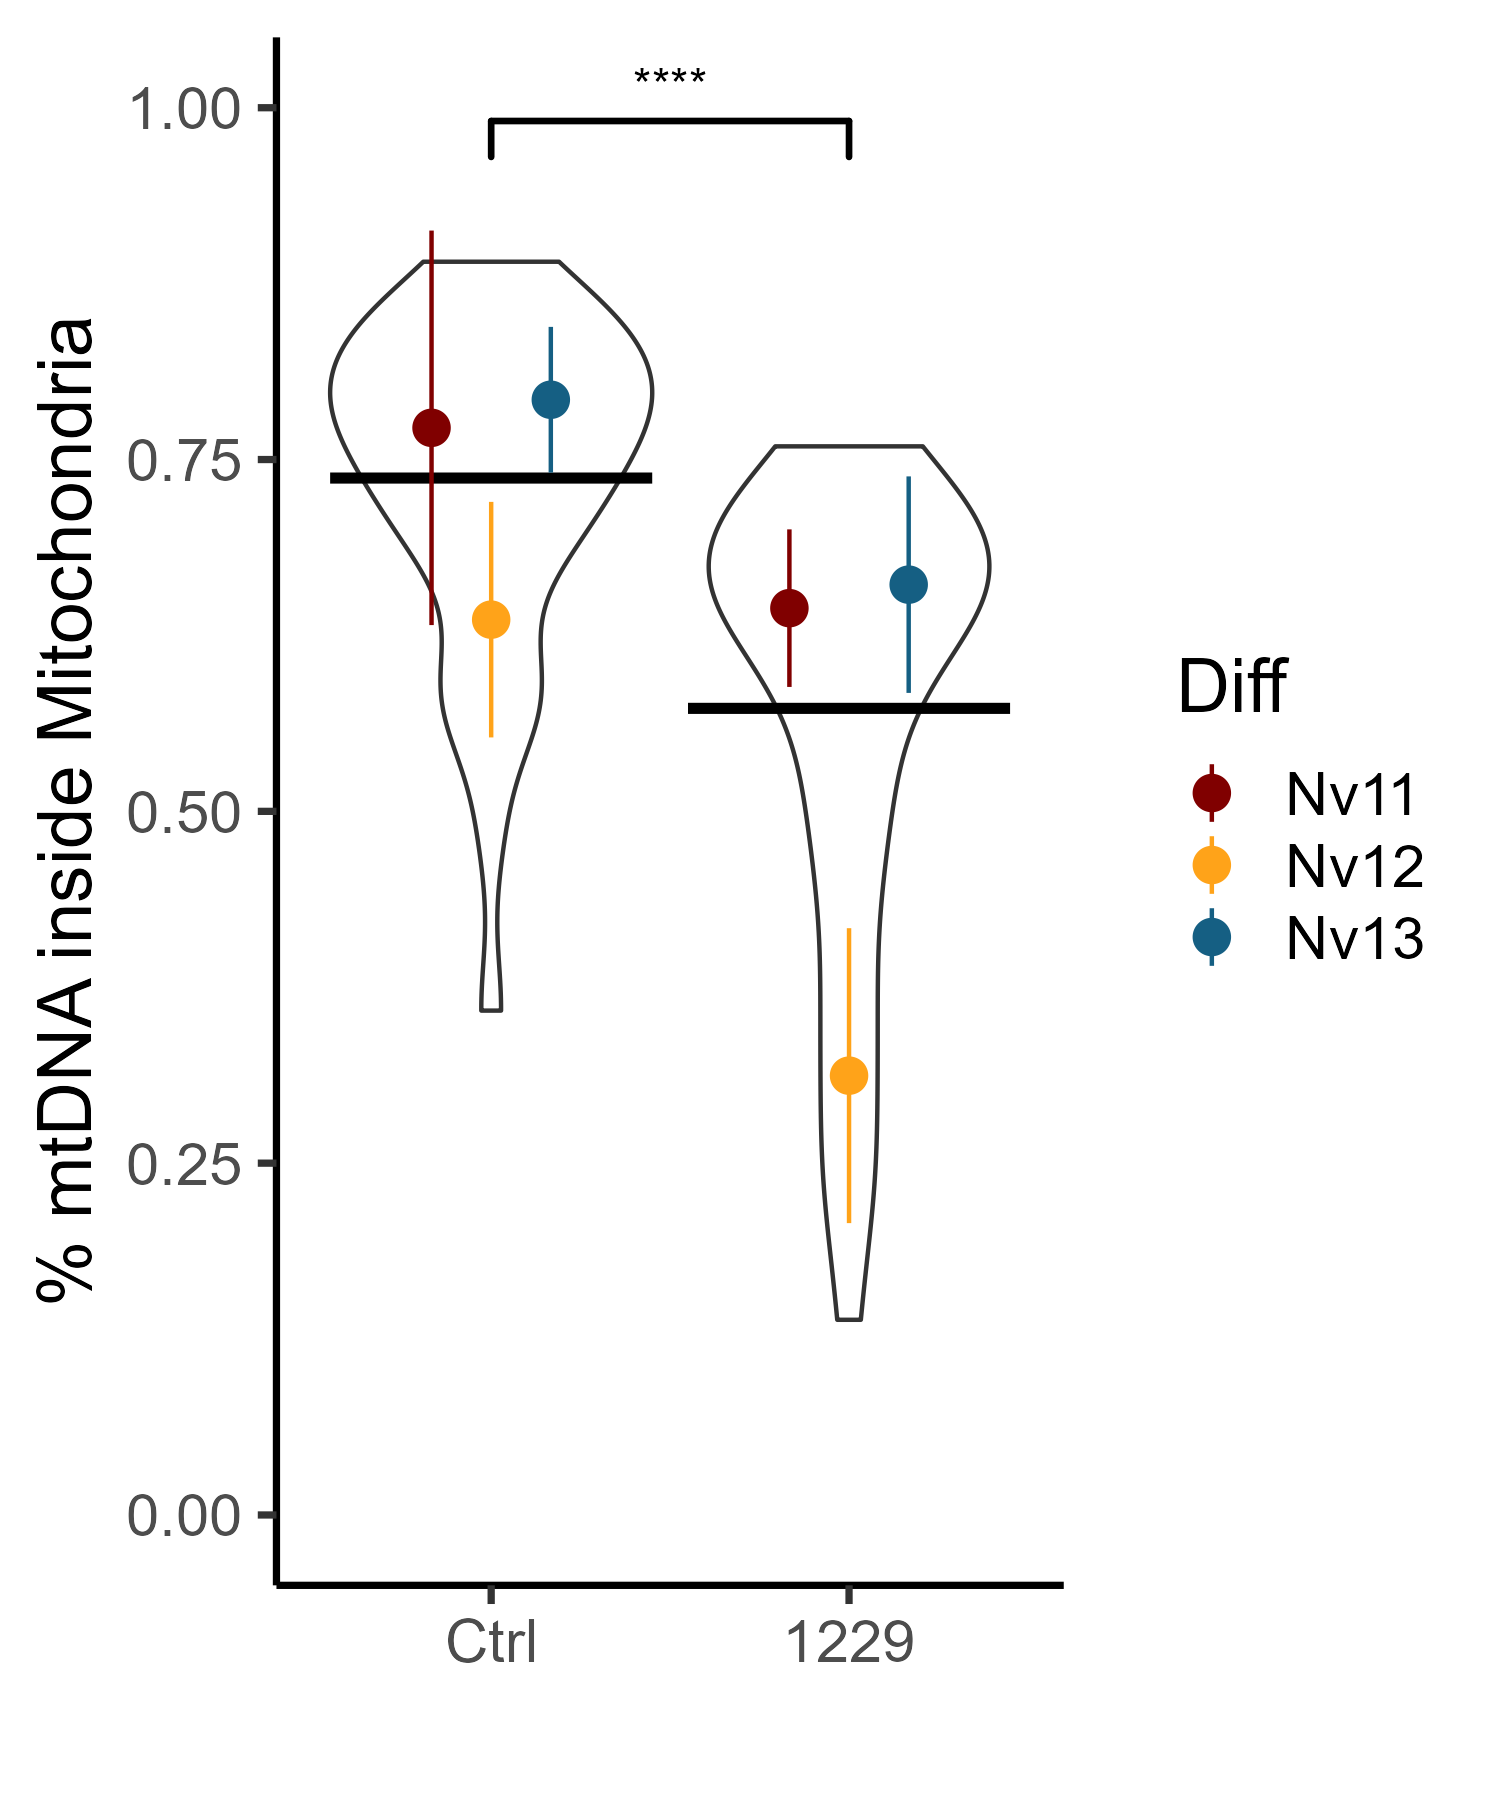 ****
1.00
0.75
0.50
0.25
0.00
% mtDNA inside Mitochondria
Ctrl
1229
Diff
Nv11
Nv12
Nv13